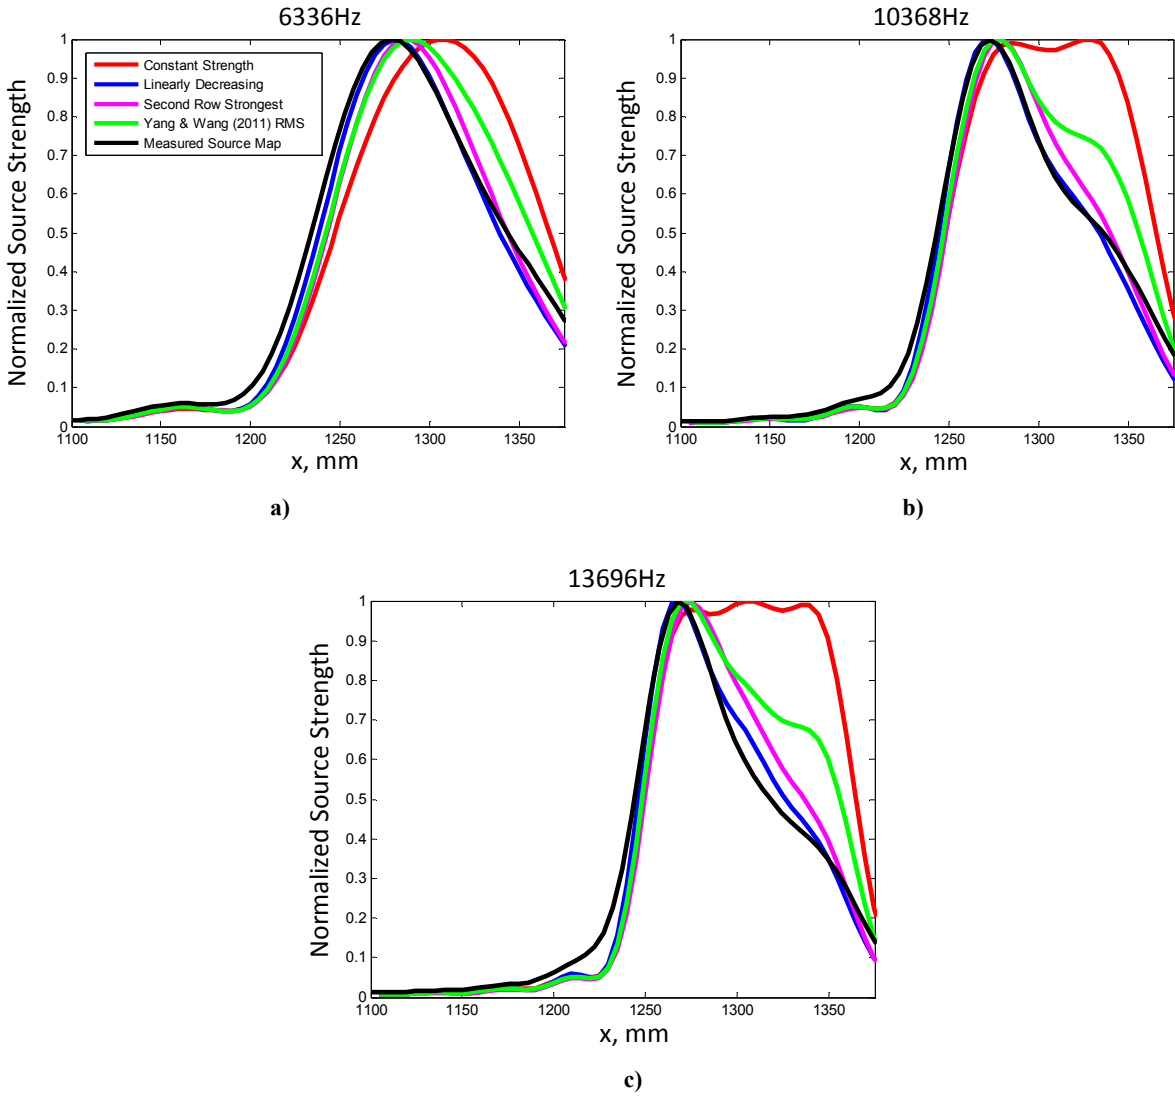 6336Hz
1
0.9
0.8
0.7
0.6
0.5
0.4
0.3
0.2
0.1
0
Normalized Source Strength
Constant Strength
Linearly Decreasing
Second Row Strongest
Yang & Wang (2011) RMS
Measured Source Map
1100 1150 1200 1250 1300 1350
x, mm
a)
10368Hz
1
0.9
0.8
0.7
0.6
0.5
0.4
0.3
0.2
0.1
0
Normalized Source Strength
1100 1150 1200 1250 1300 1350
x, mm
b)
13696Hz
1
0.9
0.8
0.7
0.6
0.5
0.4
0.3
0.2
0.1
0
Normalized Source Strength
1100 1150 1200 1250 1300 1350
x, mm
c)